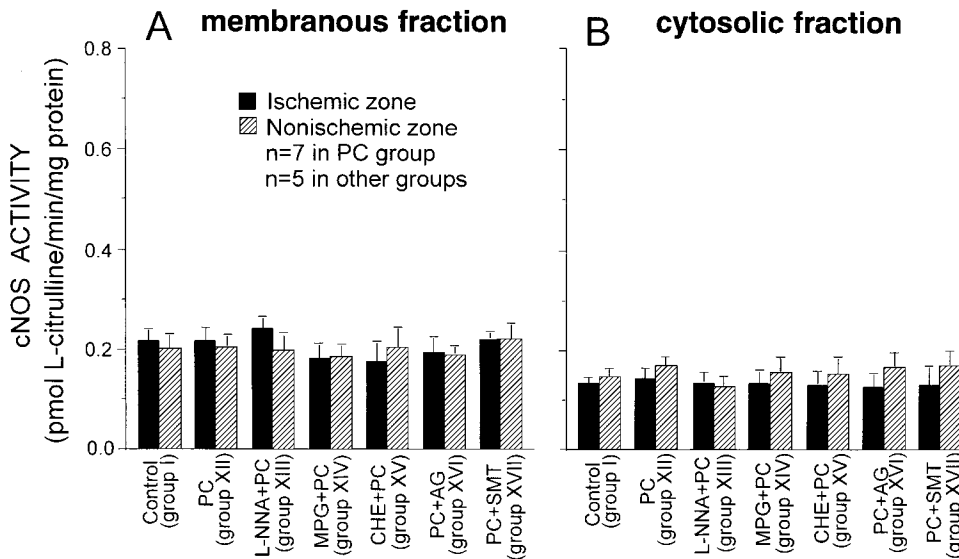 A membranous fraction
B cytosolic fraction
cNOS ACTIVITY
(pmol L-citrulline/min/mg protein)
0.8
0.6
0.4
0.2
0.0
Ischemic zone
Nonischemic zone
n=7 in PC group
n=5 in other groups
Control
(group I)
PC
(group XII)
L-NNA+PC
(group XIII)
MPG+PC
(group XIV)
CHE+PC
(group XV)
PC+AG
(group XVI)
PC+SMT
(group XVII)
Control
(group I)
PC
(group XII)
L-NNA+PC
(group XIII)
MPG+PC
(group XIV)
CHE+PC
(group XV)
PC+AG
(group XVI)
PC+SMT
(group XVII)